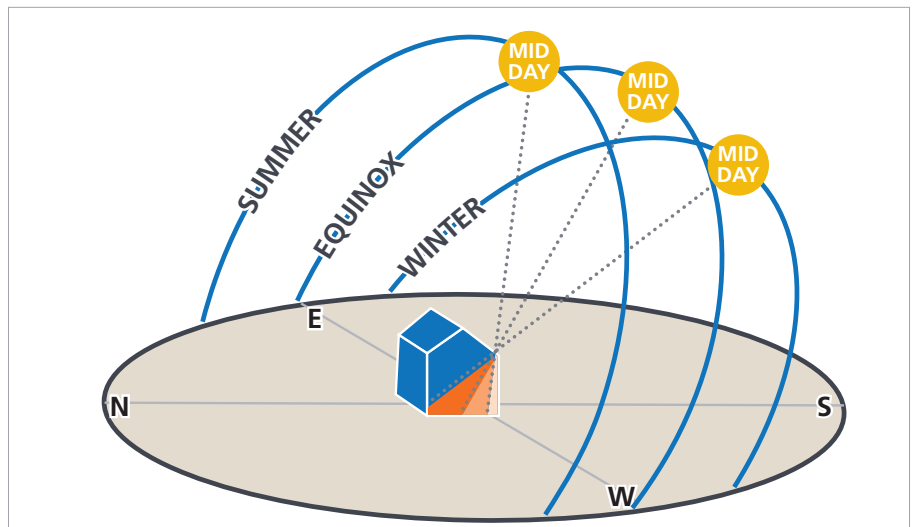 MID
DAY
MID
DAY
MID
DAY
SUMMER
EQUINOX
WINTER
E
N
S
W